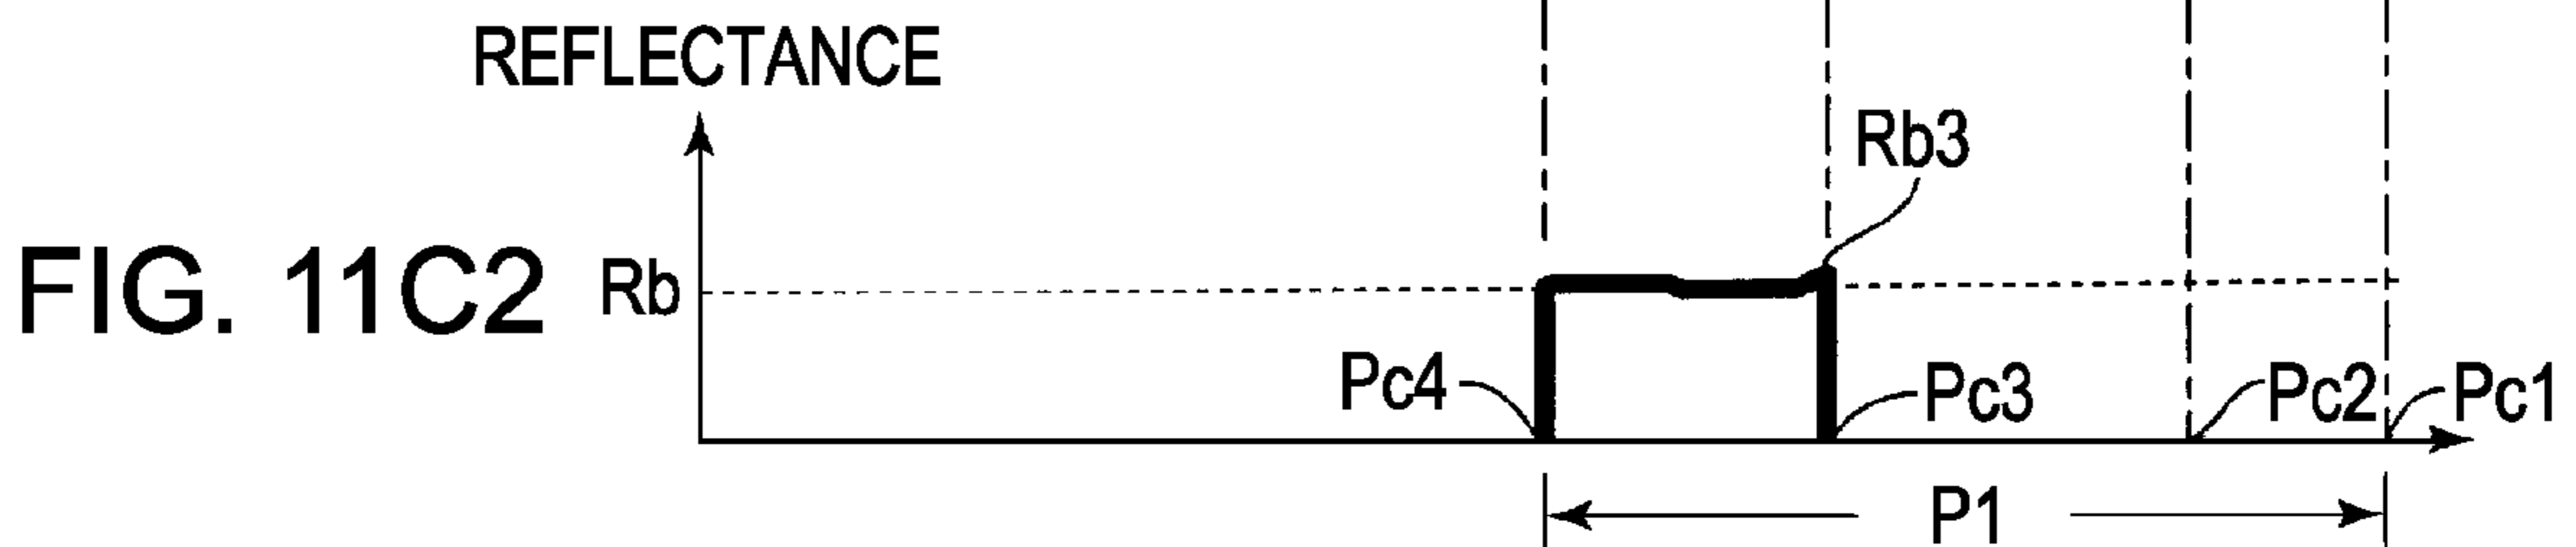 REFLECTANCE
Rb3
FIG. 11C2
Rb
Pc4
Pc3
Pc2
Pc1
P1